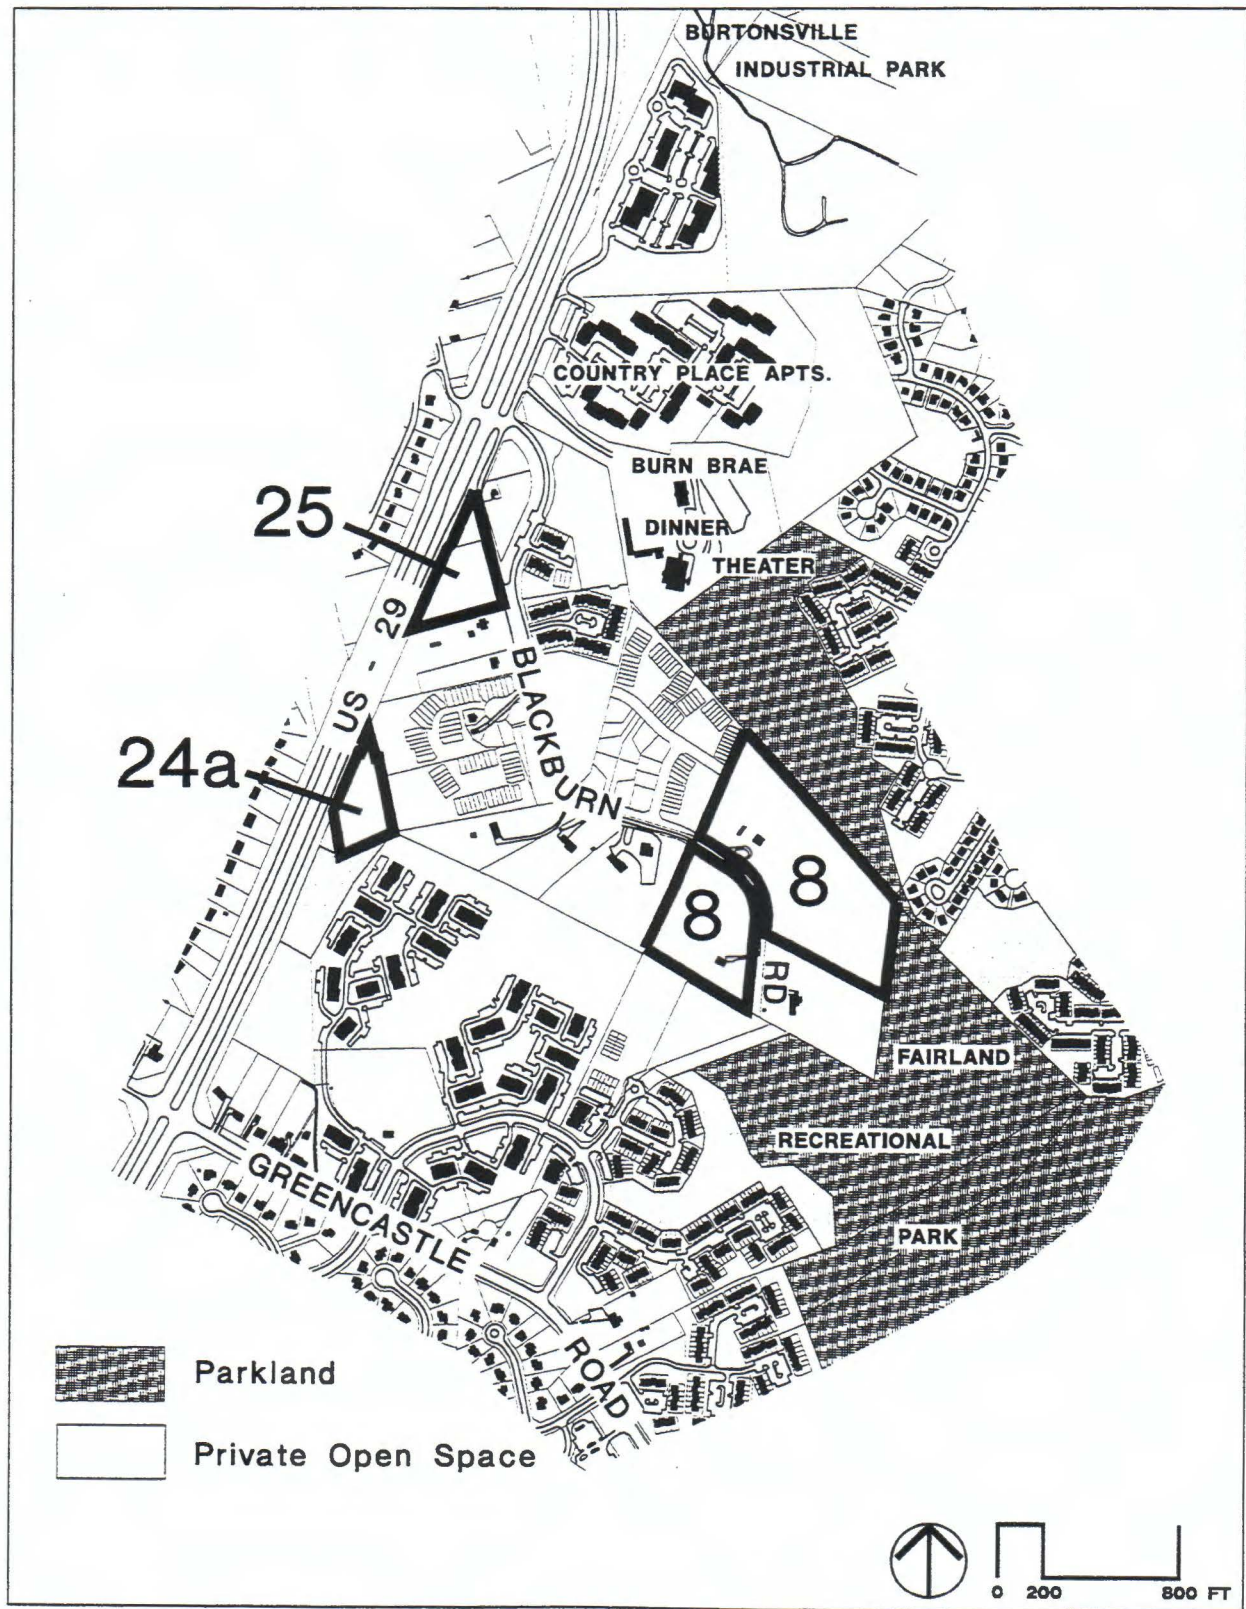 BURTONSVILLE
INDUSTRIAL PARK
COUNTRY PLACE APTS.
BURN BRAE
DINNER
THEATER
25
US - 29
BLACKBURN
24a
8
8
RD.
FAIRLAND
RECREATIONAL
PARK
GREENCASTLE
ROAD
Parkland
Private Open Space
0 200 800 FT